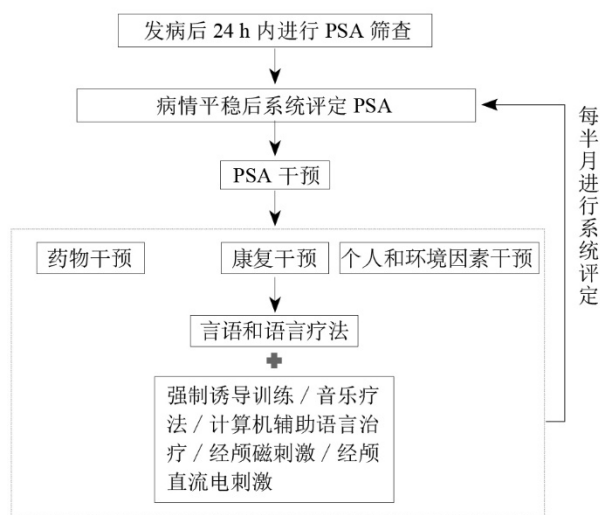 发病后 24 h 内进行 PSA 筛查
病情平稳后系统评定 PSA
PSA 干预
药物干预
康复干预
个人和环境因素干预
言语和语言疗法
强制诱导训练 / 音乐疗
法 / 计算机辅助语言治
疗 / 经颅磁刺激 / 经颅
直流电刺激
每半月进行系统评定